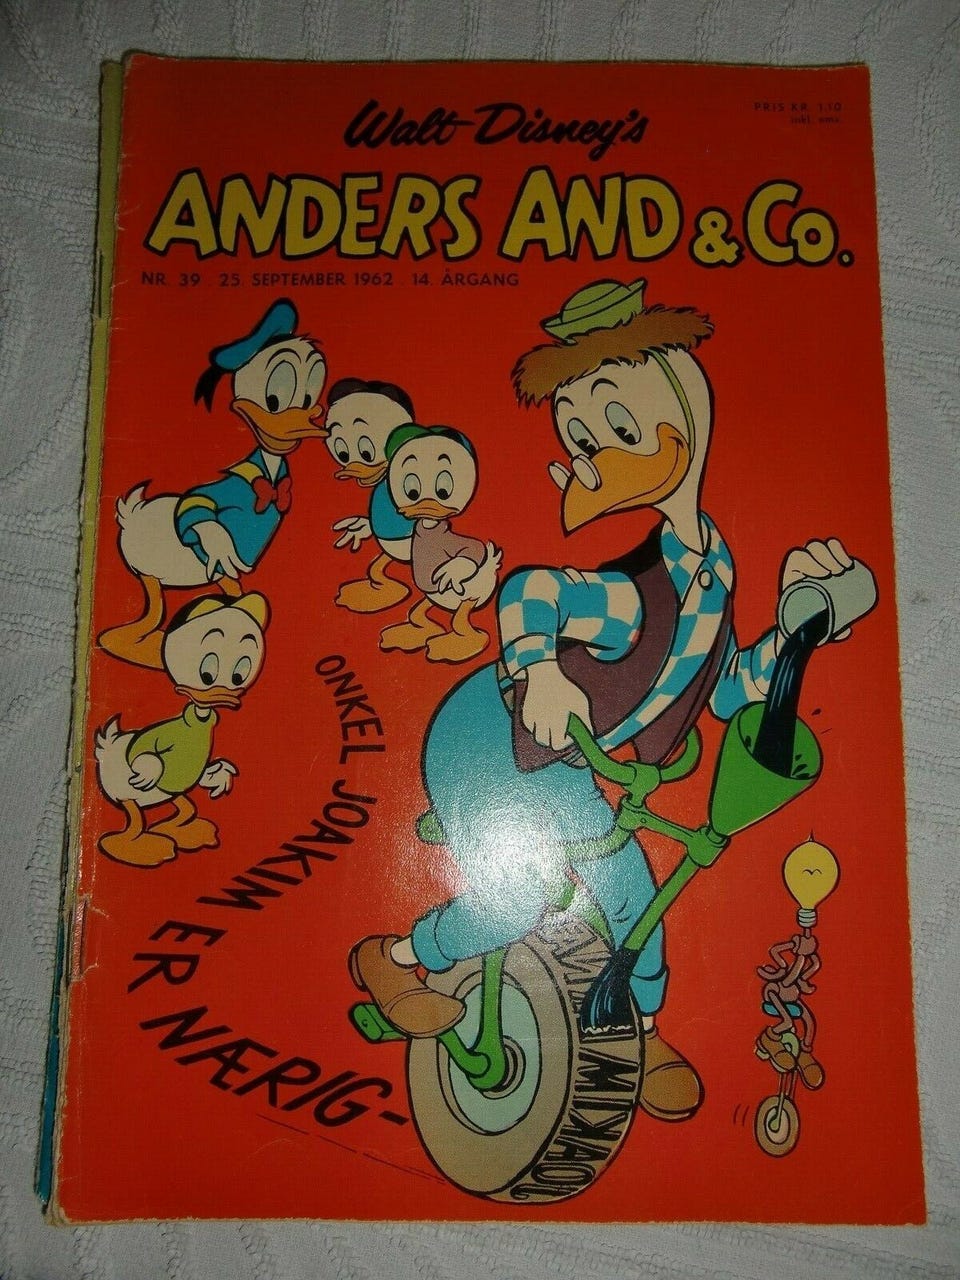 Walt Disney's
PRIS KR. 1.10
inkl. oms.
ANDERS AND & Co.
NR. 39 . 25. SEPTEMBER 1962 . 14. ÅRGANG
ONKEL JOAKIM ER NÆRIG-
JOAKIM